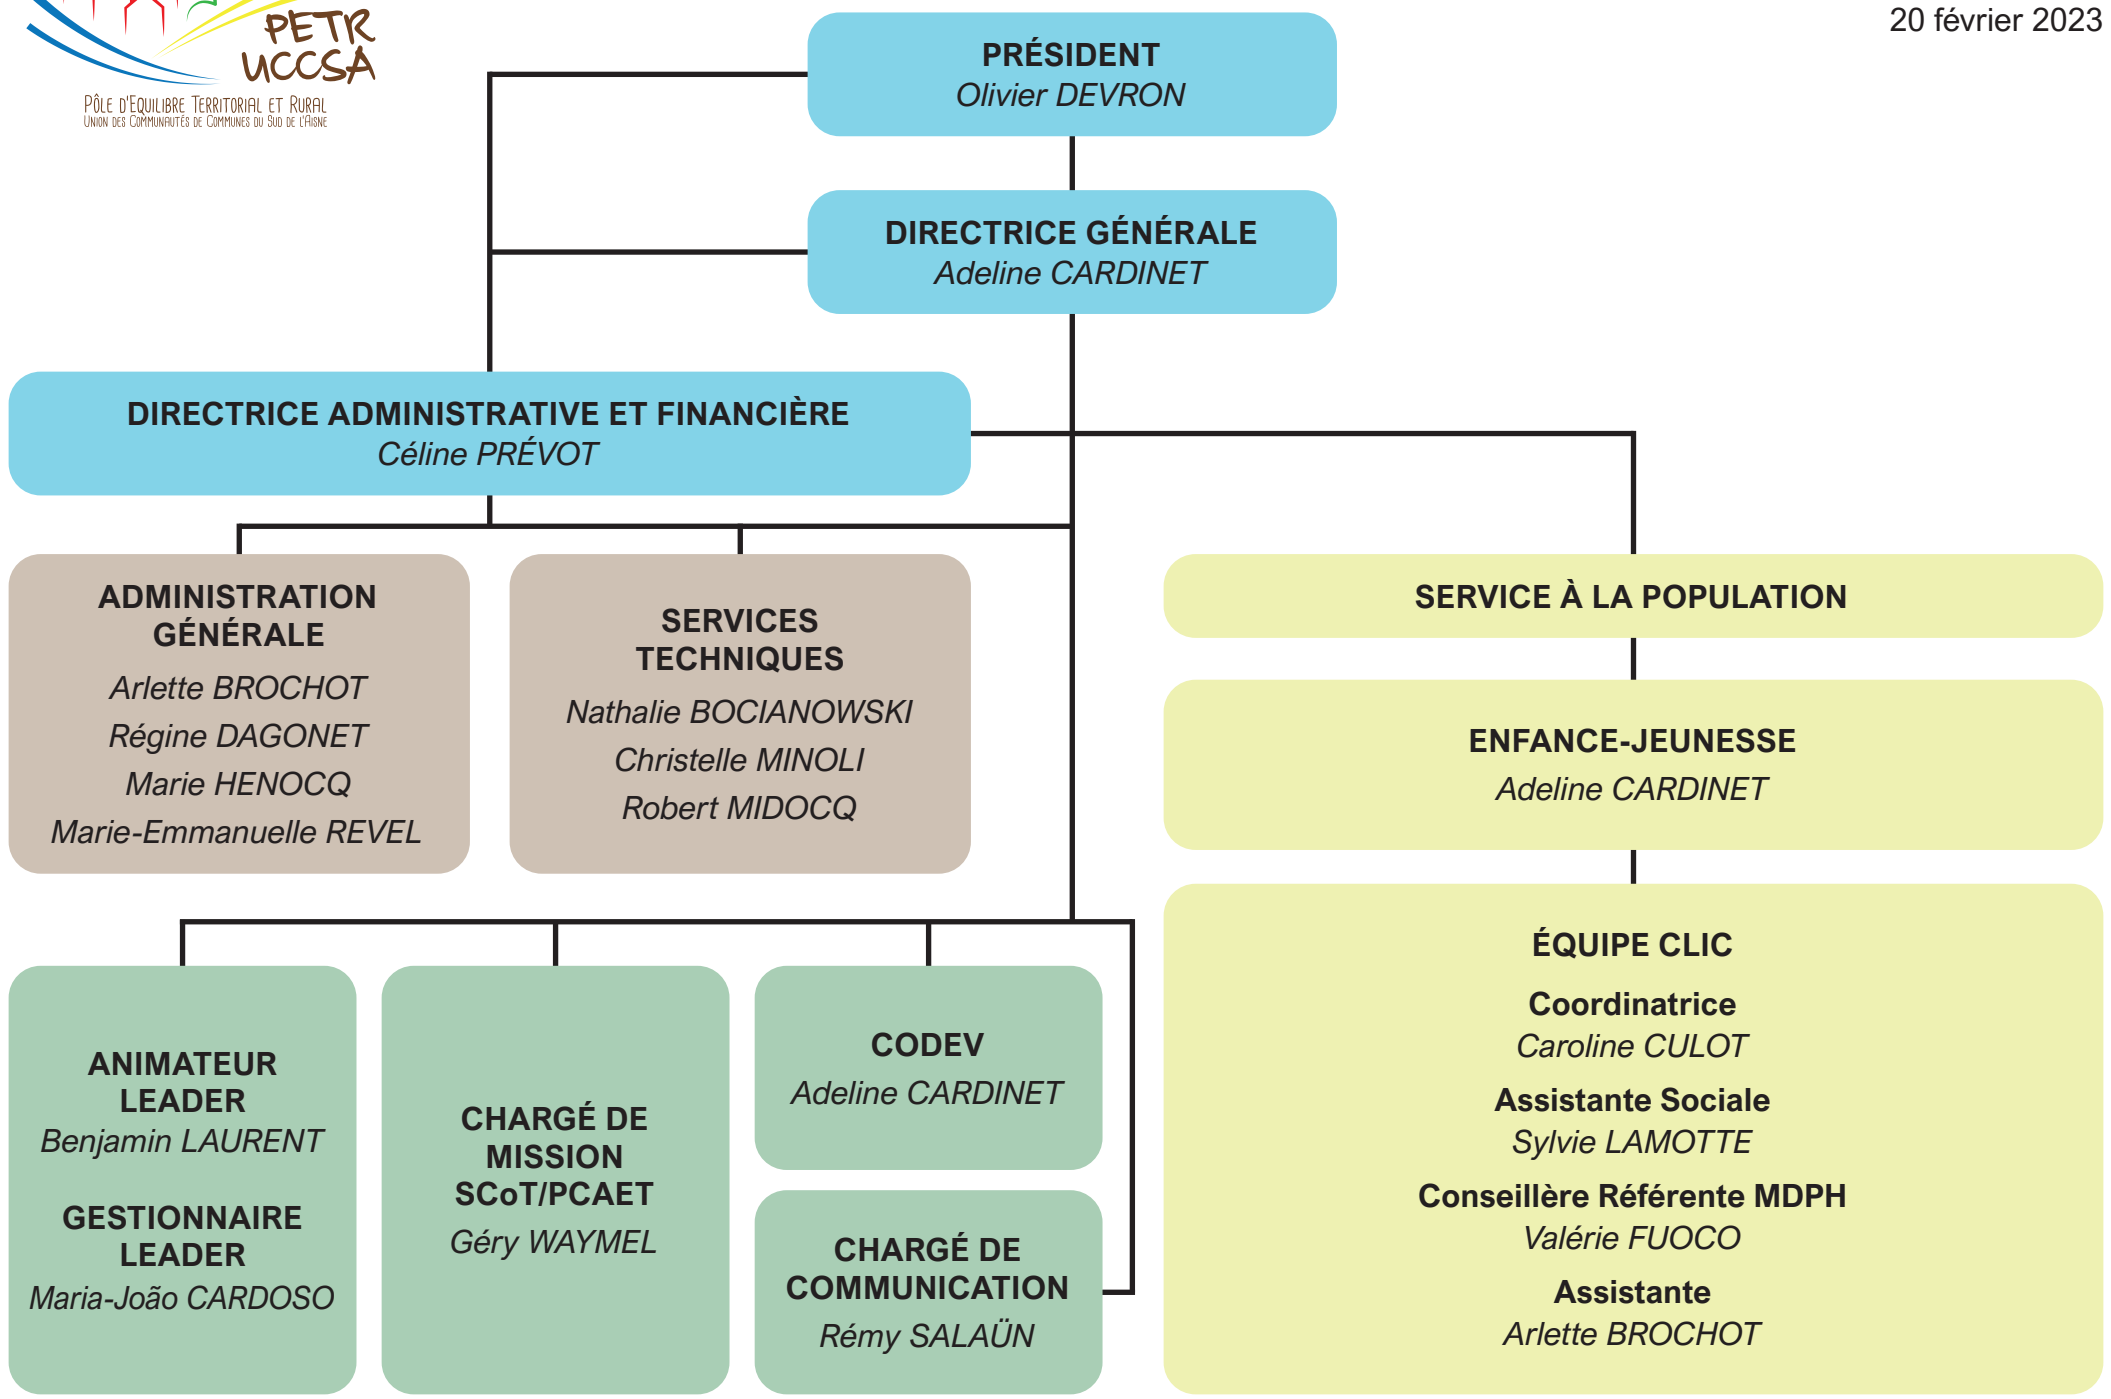 PETR
UCCSA
PÔLE D'EQUILIBRE TERRITORIAL ET RURAL
UNION DES COMMUNAUTÉS DE COMMUNES DU SUD DE L'AISNE
20 février 2023
PRÉSIDENT
Olivier DEVRON
DIRECTRICE GÉNÉRALE
Adeline CARDINET
DIRECTRICE ADMINISTRATIVE ET FINANCIÈRE
Céline PRÉVOT
ADMINISTRATION
GÉNÉRALE
Arlette BROCHOT
Régine DAGONET
Marie HENOCQ
Marie-Emmanuelle REVEL
SERVICES
TECHNIQUES
Nathalie BOCIANOWSKI
Christelle MINOLI
Robert MIDOCQ
SERVICE À LA POPULATION
ENFANCE-JEUNESSE
Adeline CARDINET
ÉQUIPE CLIC
Coordinatrice
Caroline CULOT
Assistante Sociale
Sylvie LAMOTTE
Conseillère Référente MDPH
Valérie FUOCO
Assistante
Arlette BROCHOT
ANIMATEUR
LEADER
Benjamin LAURENT
GESTIONNAIRE
LEADER
Maria-João CARDOSO
CHARGÉ DE
MISSION
SCoT/PCAET
Géry WAYMEL
CODEV
Adeline CARDINET
CHARGÉ DE
COMMUNICATION
Rémy SALAÜN